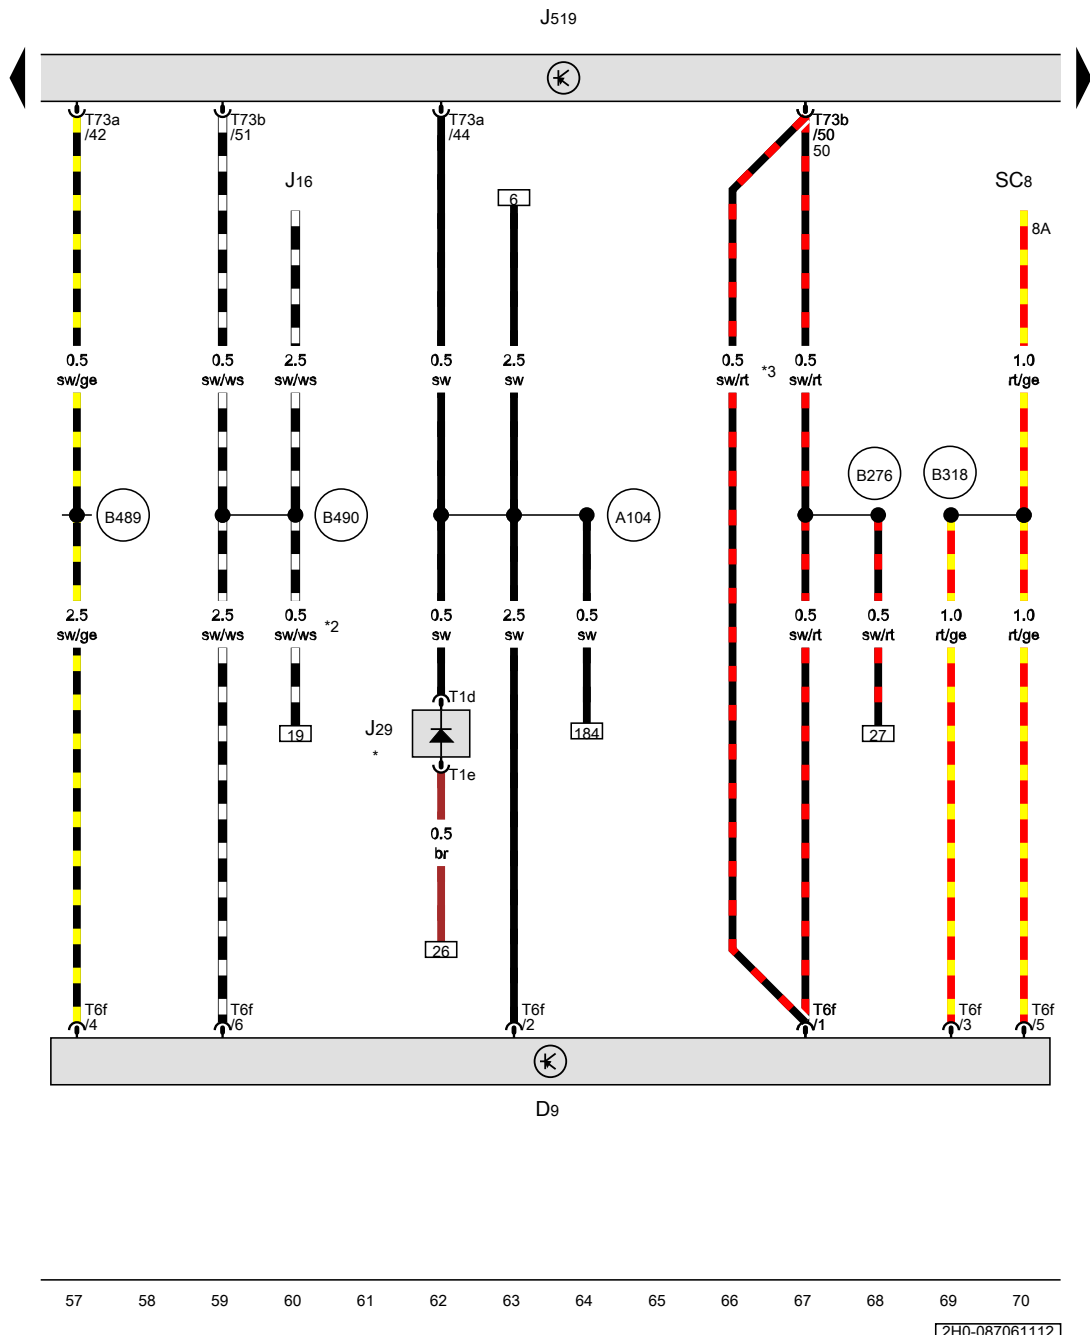 J519
T73a
/42
T73b
/51
T73a
/44
T73b
/50
50
J16
6
SC8
8A
0.5
sw/ge
0.5
sw/ws
2.5
sw/ws
0.5
sw
2.5
sw
0.5
sw/rt
*3
0.5
sw/rt
1.0
rt/ge
B489
B490
A104
B276
B318
2.5
sw/ge
2.5
sw/ws
0.5
sw/ws
*2
0.5
sw
2.5
sw
0.5
sw
0.5
sw/rt
0.5
sw/rt
1.0
rt/ge
1.0
rt/ge
T1d
J29
*
19
184
27
T1e
0.5
br
26
T6f
/4
T6f
/6
T6f
/2
T6f
/1
T6f
/3
T6f
/5
D9
57 58 59 60 61 62 63 64 65 66 67 68 69 70
2H0-087061112